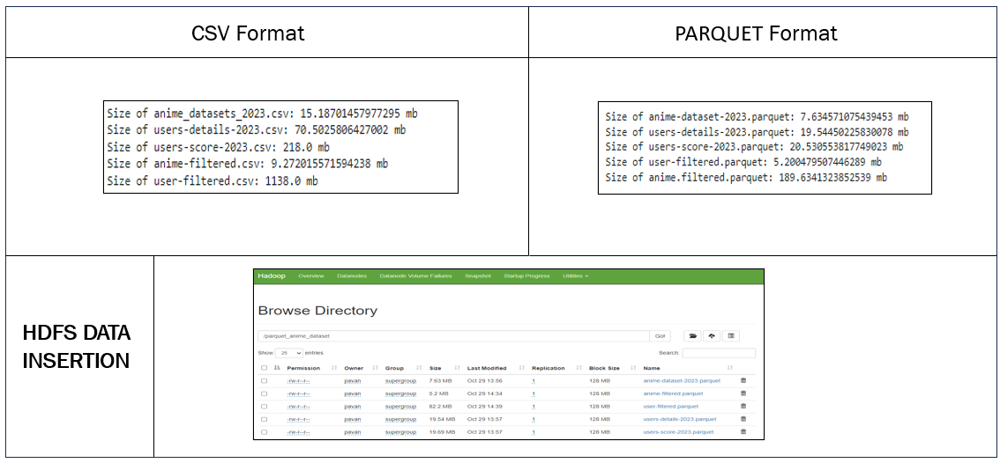 CSV Format
PARQUET Format
Size of anime_datasets_2023.csv: 15.18701457977295 mb
Size of users-details-2023.csv: 70.5025806427002 mb
Size of users-score-2023.csv: 218.0 mb
Size of anime-filtered.csv: 9.272015571594238 mb
Size of user-filtered.csv: 1138.0 mb
Size of anime-dataset-2023.parquet: 7.634571075439453 mb
Size of users-details-2023.parquet: 19.54450225830078 mb
Size of users-score-2023.parquet: 20.530553817749023 mb
Size of user-filtered.parquet: 5.200479507446289 mb
Size of anime.filtered.parquet: 189.6341323852539 mb
HDFS DATA
INSERTION
Hadoop Overview Datanodes Datanode Volume Failures Snapshot Startup Progress Utilities
Browse Directory
/parquet_anime_dataset Go!
Show 25 entries Search:
Permission Owner Group Size Last Modified Replication Block Size Name
-rw-r--r-- pavan supergroup 7.63 MB Oct 29 13:56 1 128 MB anime-dataset-2023.parquet
-rw-r--r-- pavan supergroup 5.2 MB Oct 29 14:34 1 128 MB anime-filtered.parquet
-rw-r--r-- pavan supergroup 82.2 MB Oct 29 14:39 1 128 MB user-filtered.parquet
-rw-r--r-- pavan supergroup 19.54 MB Oct 29 13:57 1 128 MB users-details-2023.parquet
-rw-r--r-- pavan supergroup 19.69 MB Oct 29 13:57 1 128 MB users-score-2023.parquet